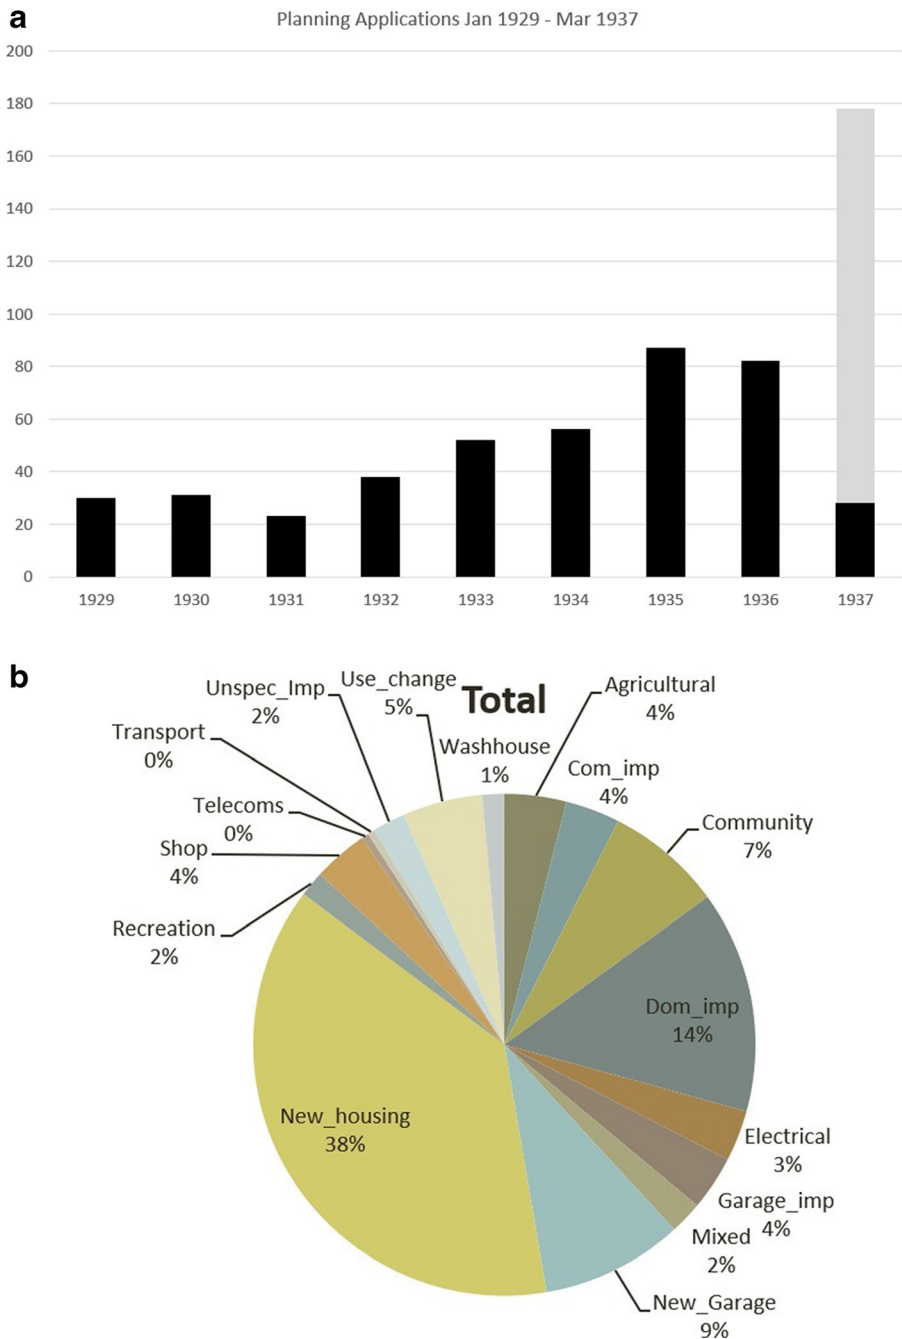 a
Planning Applications Jan 1929 - Mar 1937
200
180
160
140
120
100
80
60
40
20
0
1929 1930 1931 1932 1933 1934 1935 1936 1937
b
Total
Agricultural
4%
Com_imp
4%
Community
7%
Dom_imp
14%
Electrical
3%
Garage_imp
4%
Mixed
2%
New_Garage
9%
New_housing
38%
Recreation
2%
Shop
4%
Telecoms
0%
Transport
0%
Unspec_Imp
2%
Use_change
5%
Washhouse
1%